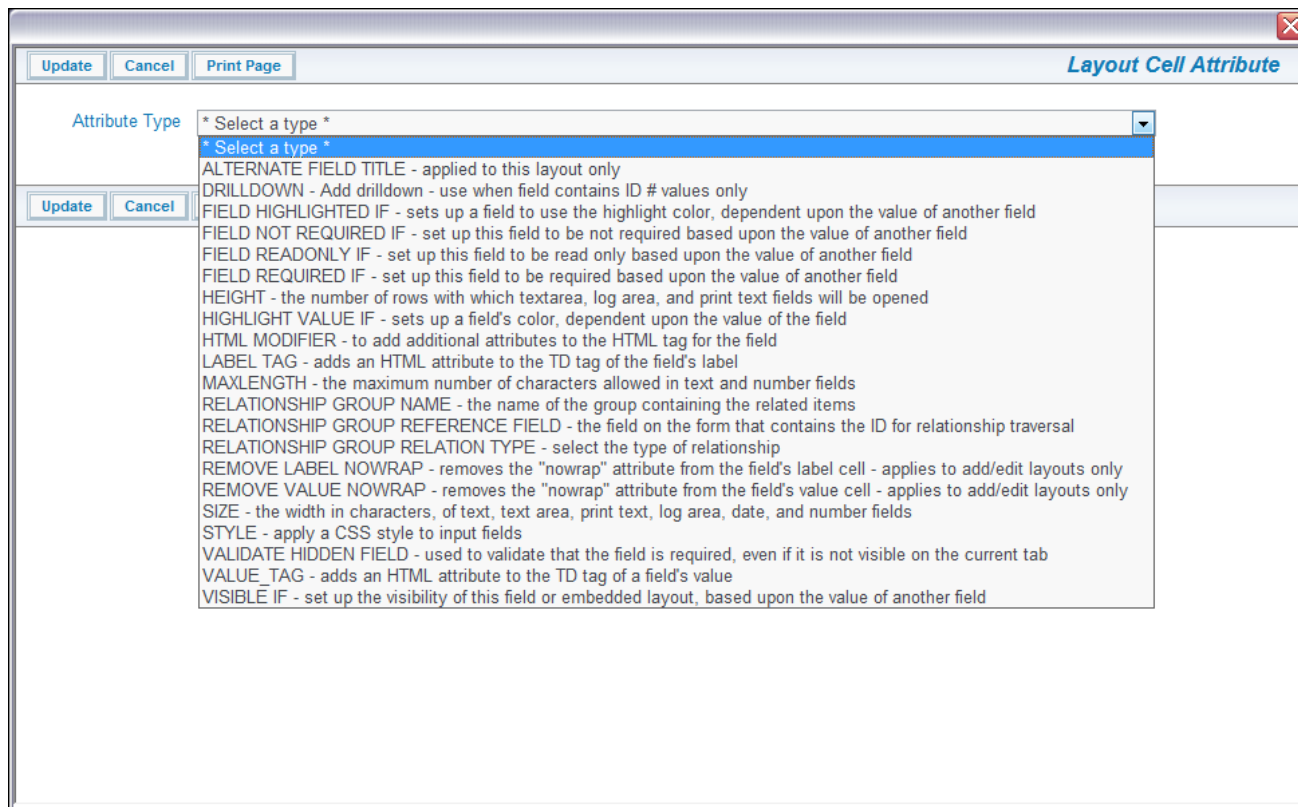 Update Cancel Print Page Layout Cell Attribute
Attribute Type * Select a type *
* Select a type *
ALTERNATE FIELD TITLE - applied to this layout only
DRILLDOWN - Add drilldown - use when field contains ID # values only
FIELD HIGHLIGHTED IF - sets up a field to use the highlight color, dependent upon the value of another field
FIELD NOT REQUIRED IF - set up this field to be not required based upon the value of another field
FIELD READONLY IF - set up this field to be read only based upon the value of another field
FIELD REQUIRED IF - set up this field to be required based upon the value of another field
HEIGHT - the number of rows with which textarea, log area, and print text fields will be opened
HIGHLIGHT VALUE IF - sets up a field's color, dependent upon the value of the field
HTML MODIFIER - to add additional attributes to the HTML tag for the field
LABEL TAG - adds an HTML attribute to the TD tag of the field's label
MAXLENGTH - the maximum number of characters allowed in text and number fields
RELATIONSHIP GROUP NAME - the name of the group containing the related items
RELATIONSHIP GROUP REFERENCE FIELD - the field on the form that contains the ID for relationship traversal
RELATIONSHIP GROUP RELATION TYPE - select the type of relationship
REMOVE LABEL NOWRAP - removes the "nowrap" attribute from the field's label cell - applies to add/edit layouts only
REMOVE VALUE NOWRAP - removes the "nowrap" attribute from the field's value cell - applies to add/edit layouts only
SIZE - the width in characters, of text, text area, print text, log area, date, and number fields
STYLE - apply a CSS style to input fields
VALIDATE HIDDEN FIELD - used to validate that the field is required, even if it is not visible on the current tab
VALUE_TAG - adds an HTML attribute to the TD tag of a field's value
VISIBLE IF - set up the visibility of this field or embedded layout, based upon the value of another field
Update Cancel